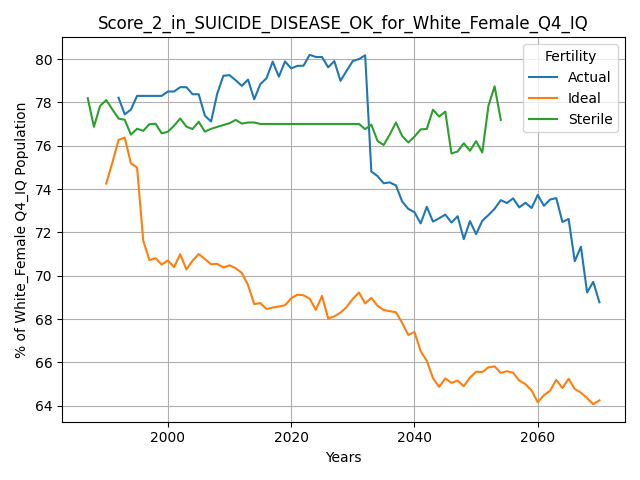 Score_2_in_SUICIDE_DISEASE_OK_for_White_Female_Q4_IQ
Fertility
Actual
Ideal
Sterile
% of White_Female Q4_IQ Population
80
78
76
74
72
70
68
66
64
2000
2020
2040
2060
Years